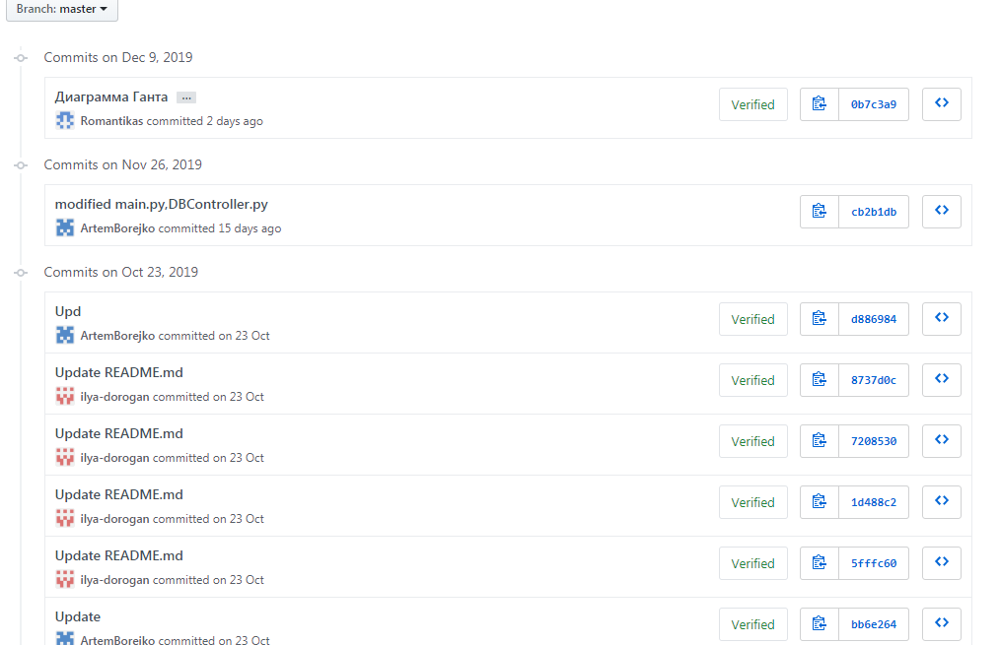 Branch: master
Commits on Dec 9, 2019
Диаграмма Ганта ...
Verified
0b7c3a9
Romantikas committed 2 days ago
Commits on Nov 26, 2019
modified main.py,DBController.py
cb2b1db
ArtemBorejko committed 15 days ago
Commits on Oct 23, 2019
Upd
Verified
d886984
ArtemBorejko committed on 23 Oct
Update README.md
Verified
8737d0c
ilya-dorogan committed on 23 Oct
Update README.md
Verified
7208530
ilya-dorogan committed on 23 Oct
Update README.md
Verified
1d488c2
ilya-dorogan committed on 23 Oct
Update README.md
Verified
5fffc60
ilya-dorogan committed on 23 Oct
Update
Verified
bb6e264
ArtemBorejko committed on 23 Oct